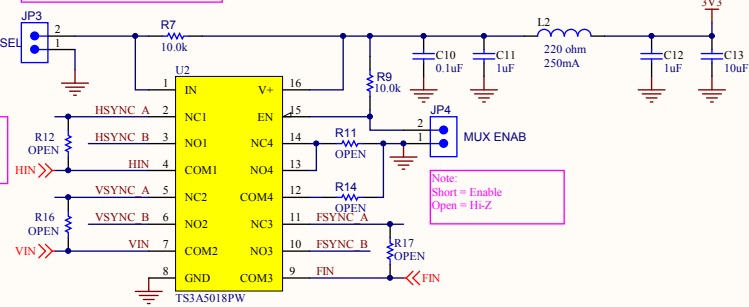 JP3
SEL
2
1
R7
10.0k
L2
220 ohm
250mA
3V3
C10
0.1uF
C11
1uF
C12
1uF
C13
10uF
R9
10.0k
JP4
2
1
MUX ENAB
Note:
Short = Enable
Open = Hi-Z
U2
1 IN V+ 16
HSYNC_A 2 NC1 EN 15
HSYNC_B 3 NO1 NC4 14
HIN 4 COM1 NO4 13
VSYNC_A 5 NC2 COM4 12
VSYNC_B 6 NO2 NC3 11 FSYNC_A
VIN 7 COM2 NO3 10 FSYNC_B
8 GND COM3 9 FIN
TS3A5018PW
R12
OPEN
HIN
R16
OPEN
VIN
R11
OPEN
R14
OPEN
R17
OPEN
FIN